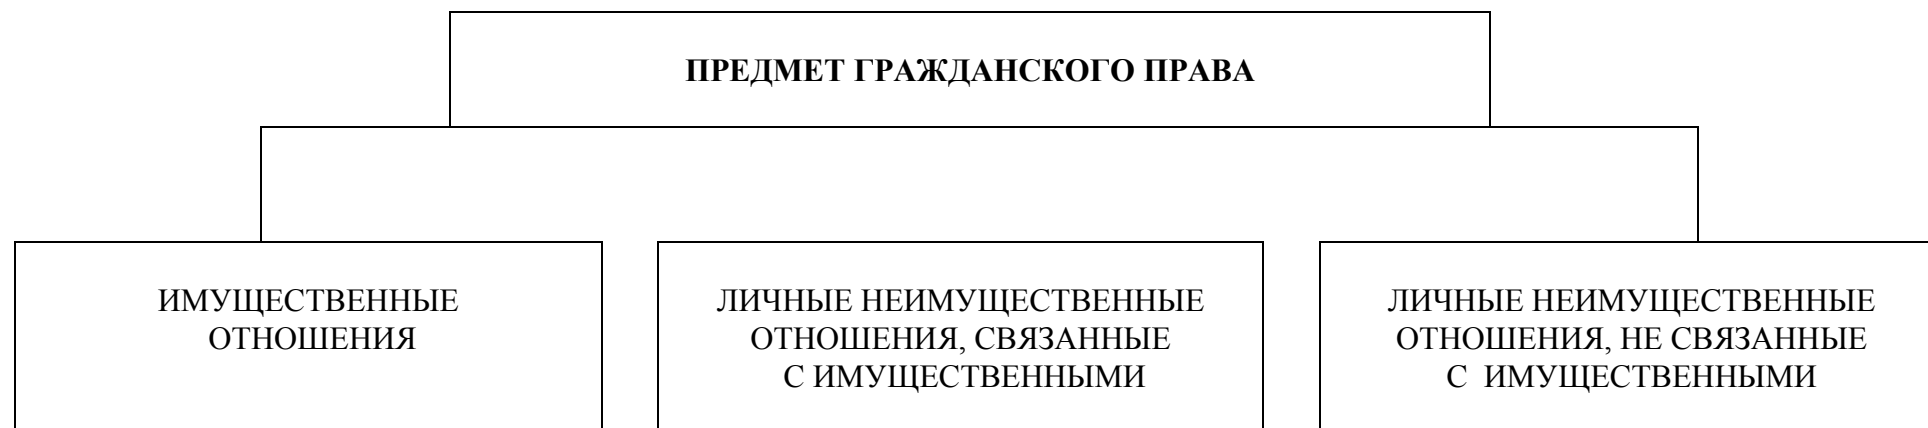 ПРЕДМЕТ ГРАЖДАНСКОГО ПРАВА
ИМУЩЕСТВЕННЫЕ
ОТНОШЕНИЯ
ЛИЧНЫЕ НЕИМУЩЕСТВЕННЫЕ
ОТНОШЕНИЯ, СВЯЗАННЫЕ
С ИМУЩЕСТВЕННЫМИ
ЛИЧНЫЕ НЕИМУЩЕСТВЕННЫЕ
ОТНОШЕНИЯ, НЕ СВЯЗАННЫЕ
С ИМУЩЕСТВЕННЫМИ